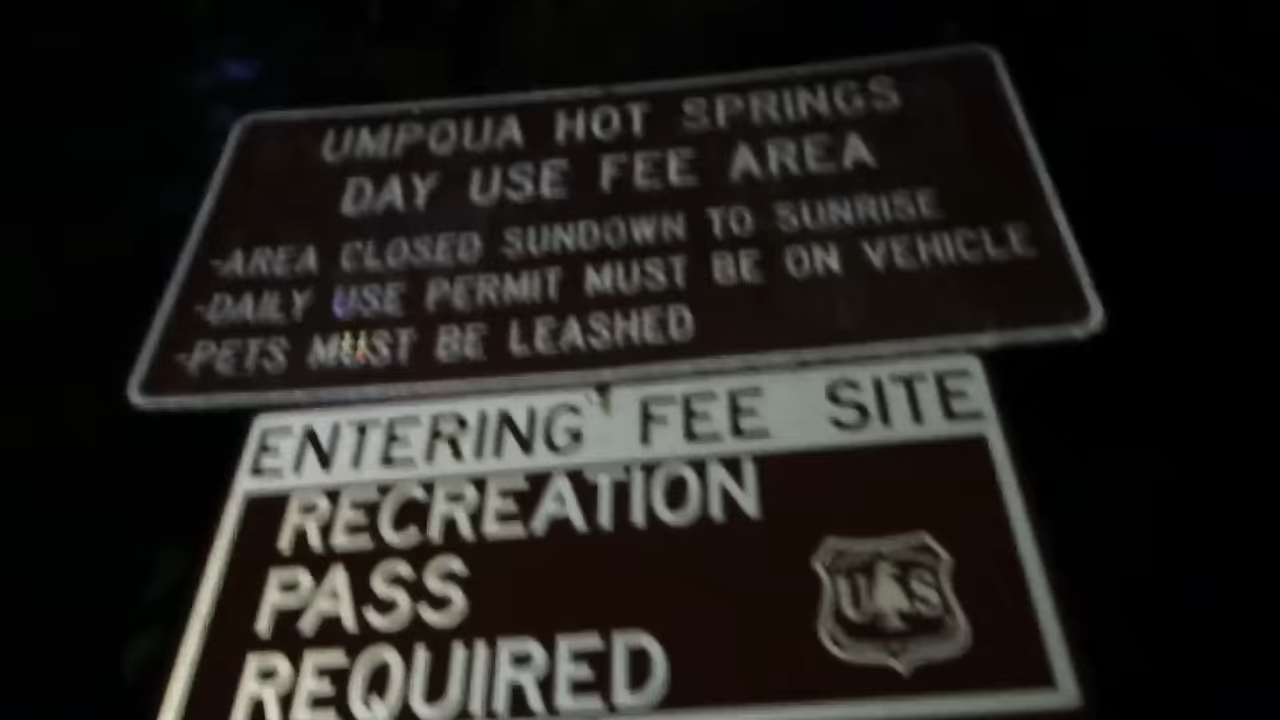 UMPQUA HOT SPRINGS
DAY USE FEE AREA
-AREA CLOSED SUNDOWN TO SUNRISE
-DAILY USE PERMIT MUST BE ON VEHICLE
-PETS MUST BE LEASHED
ENTERING FEE SITE
RECREATION
PASS
REQUIRED
UAS